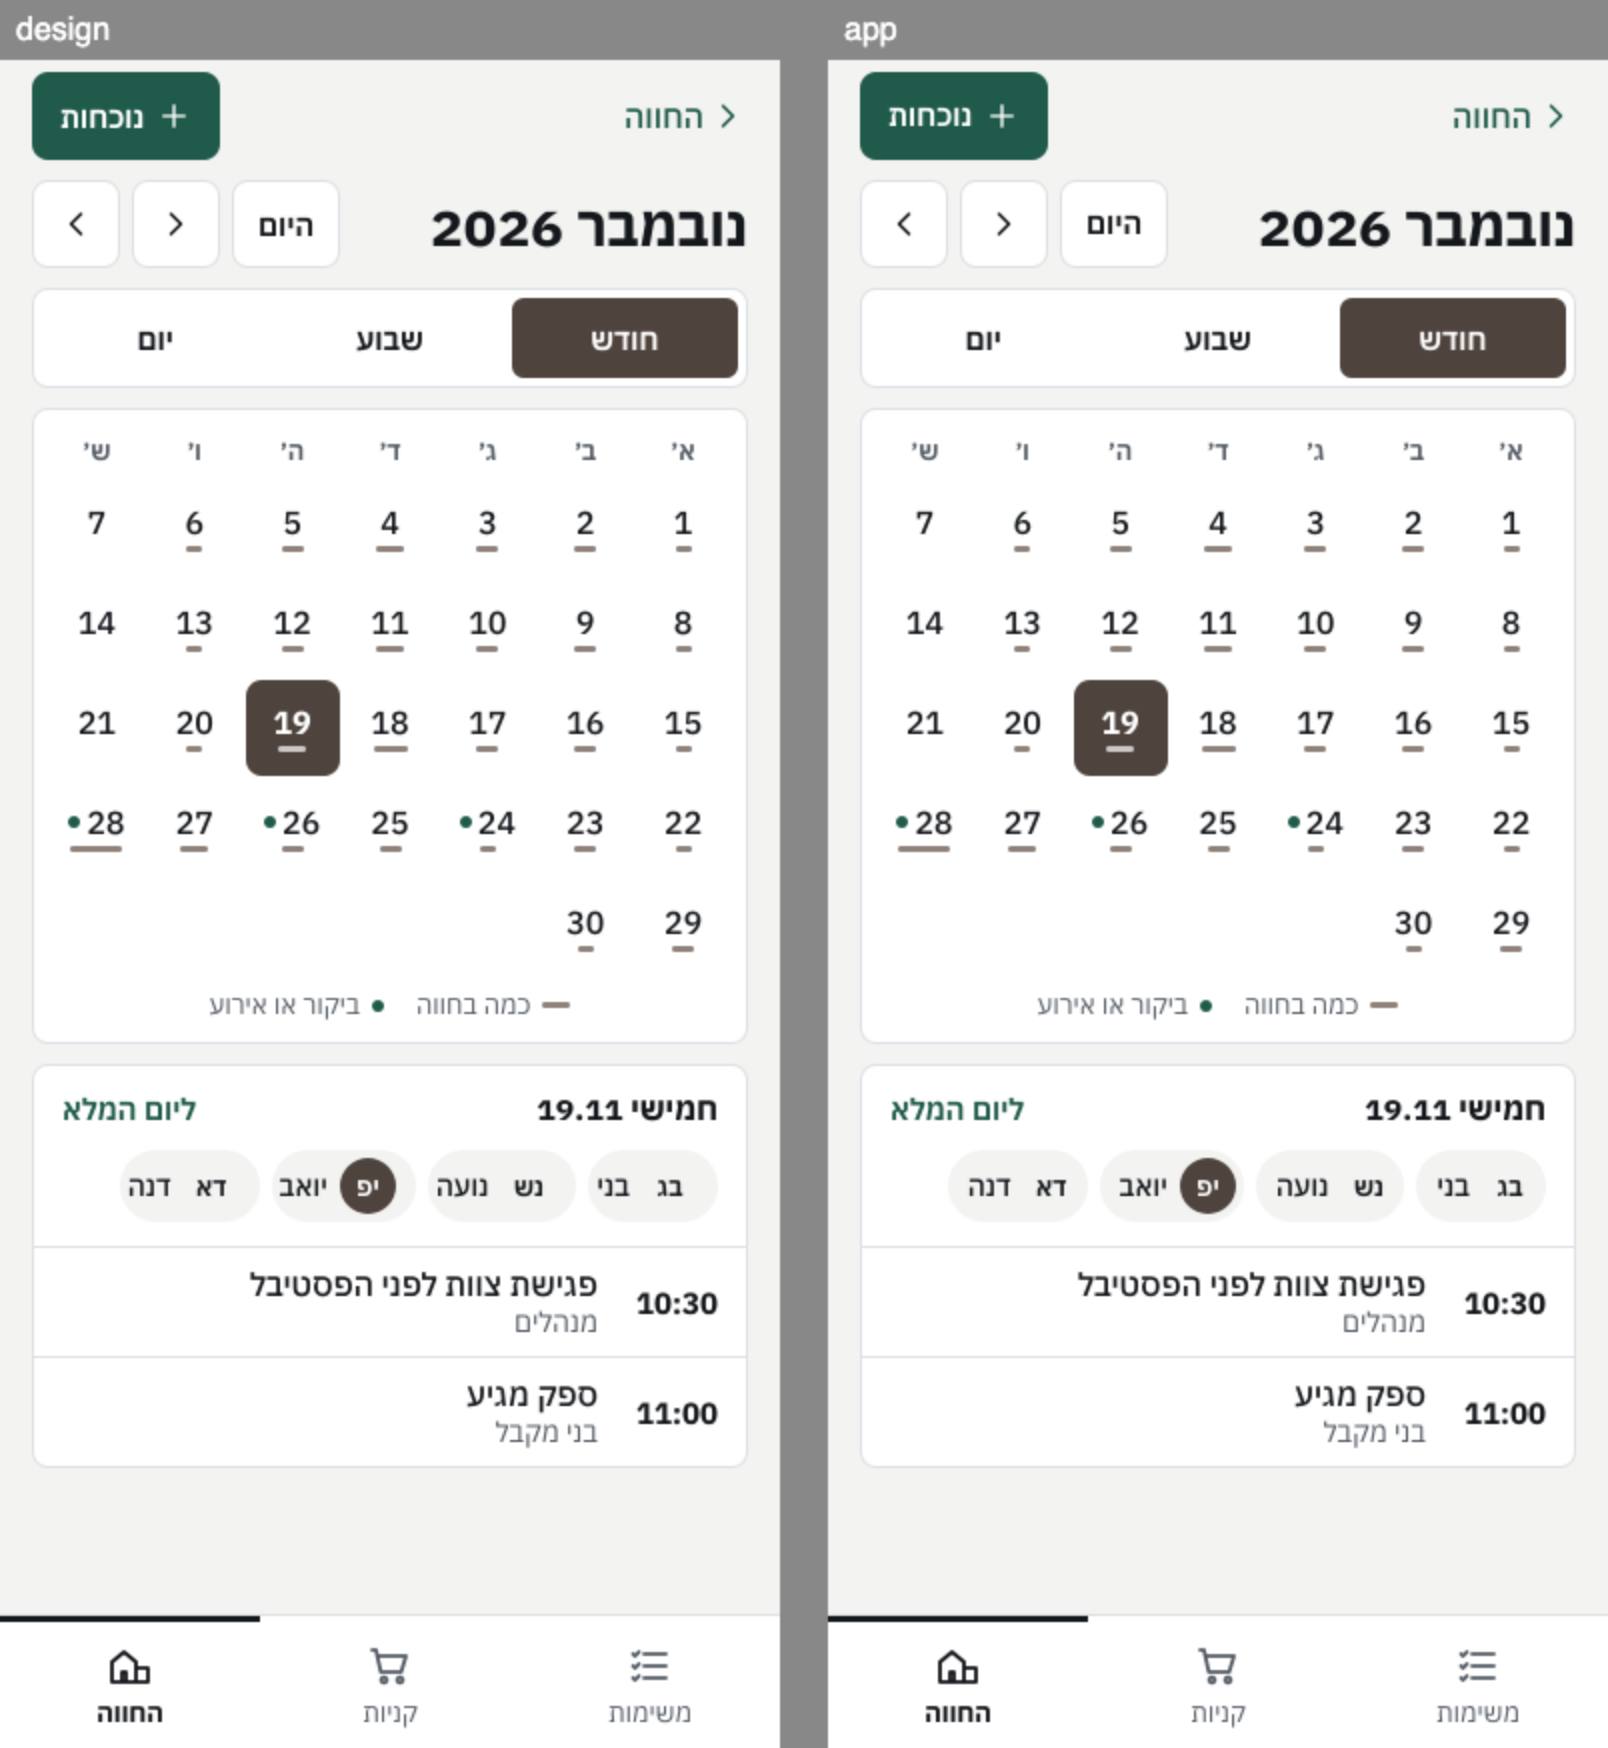 design
החווה
+ נוכחות
נובמבר 2026
היום
חודש שבוע יום
א׳ ב׳ ג׳ ד׳ ה׳ ו׳ ש׳
1 2 3 4 5 6 7
8 9 10 11 12 13 14
15 16 17 18 19 20 21
22 23 24 25 26 27 28
29 30
כמה בחווה ביקור או אירוע
חמישי 19.11 ליום המלא
בג בני נש נועה יפ יואב דא דנה
10:30 פגישת צוות לפני הפסטיבל
מנהלים
11:00 ספק מגיע
בני מקבל
משימות קניות החווה
app
החווה
+ נוכחות
נובמבר 2026
היום
חודש שבוע יום
א׳ ב׳ ג׳ ד׳ ה׳ ו׳ ש׳
1 2 3 4 5 6 7
8 9 10 11 12 13 14
15 16 17 18 19 20 21
22 23 24 25 26 27 28
29 30
כמה בחווה ביקור או אירוע
חמישי 19.11 ליום המלא
בג בני נש נועה יפ יואב דא דנה
10:30 פגישת צוות לפני הפסטיבל
מנהלים
11:00 ספק מגיע
בני מקבל
משימות קניות החווה